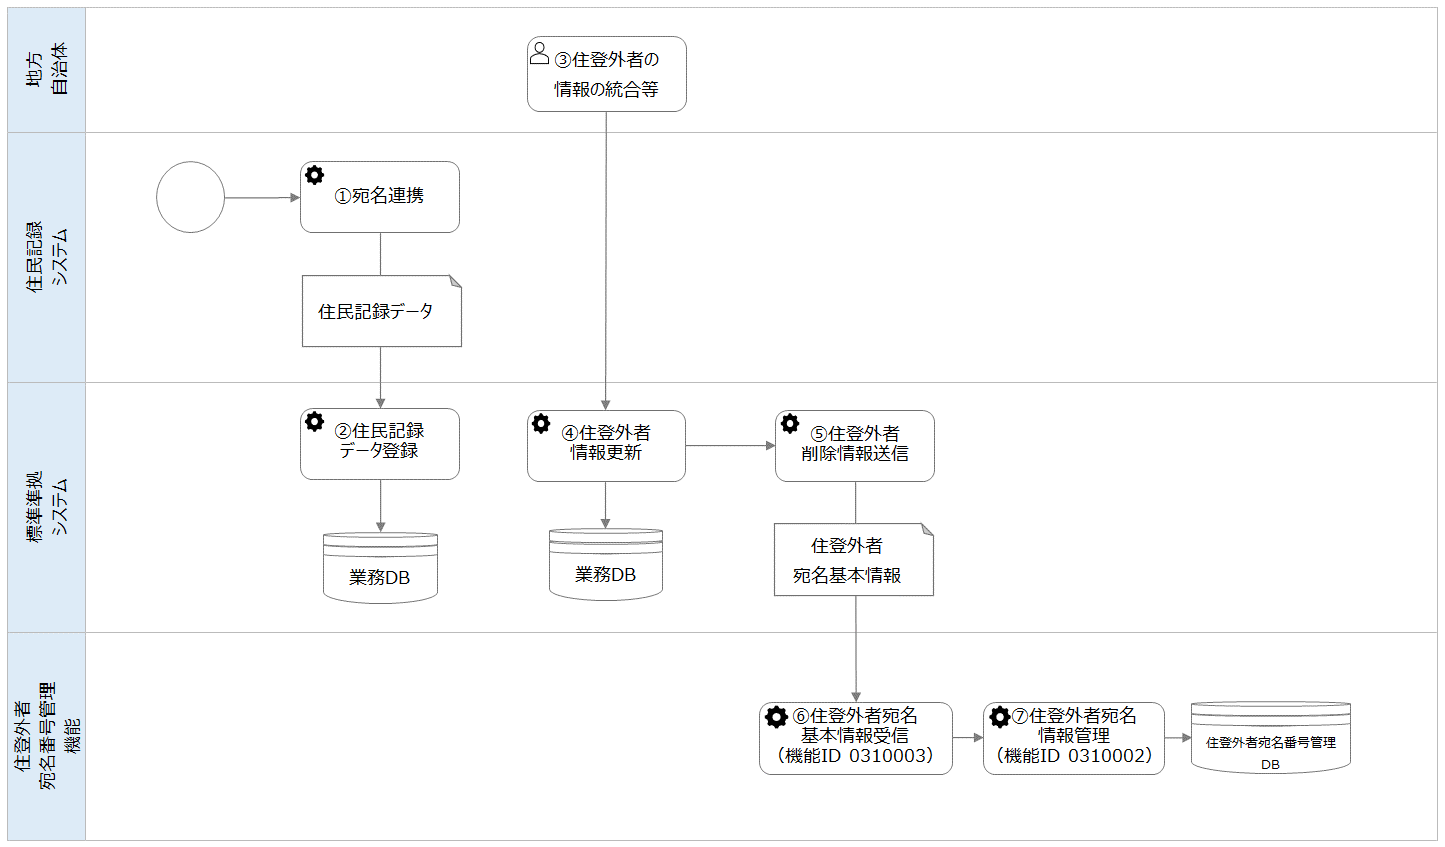 地方
自治体
③住登外者の
情報の統合等
住民記録
システム
①宛名連携
住民記録データ
標準準拠
システム
②住民記録
データ登録
業務DB
④住登外者
情報更新
業務DB
⑤住登外者
削除情報送信
住登外者
宛名基本情報
住登外者
宛名番号管理
機能
⑥住登外者宛名
基本情報受信
（機能ID 0310003）
⑦住登外者宛名
情報管理
（機能ID 0310002）
住登外者宛名番号管理
DB